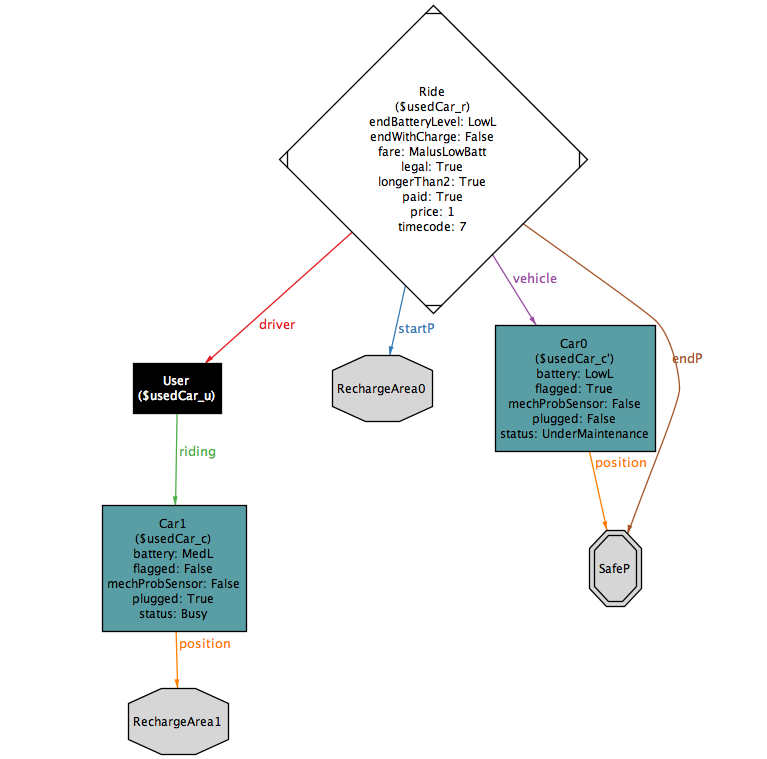 Ride
($usedCar_r)
endBatteryLevel: LowL
endWithCharge: False
fare: MalusLowBatt
legal: True
longerThan2: True
paid: True
price: 1
timecode: 7
driver
startP
vehicle
endP
User
($usedCar_u)
RechargeArea0
Car0
($usedCar_c')
battery: LowL
flagged: True
mechProbSensor: False
plugged: False
status: UnderMaintenance
riding
position
Car1
($usedCar_c)
battery: MedL
flagged: False
mechProbSensor: False
plugged: True
status: Busy
SafeP
position
RechargeArea1